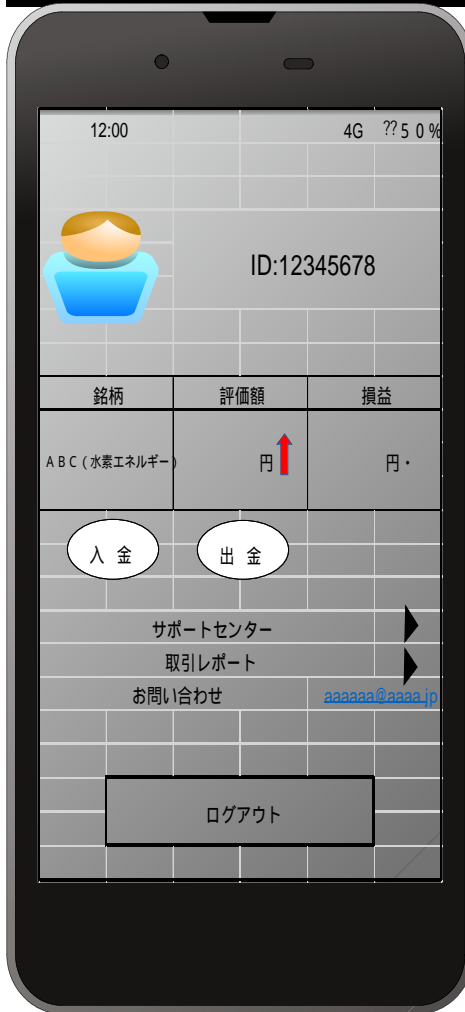 12:00 4G ??５０%
ID:12345678
銘柄 評価額 損益
ＡＢＣ(水素エネルギー) 円 円・
入 金 出 金
サポートセンター
取引レポート
お問い合わせ aaaaaa@aaaa.jp
ログアウト